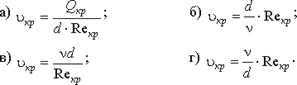 а) υкр = Qкр / (d · Reкр); б) υкр = d/ν · Reкр;
в) υкр = νd / Reкр; г) υкр = ν/d · Reкр.